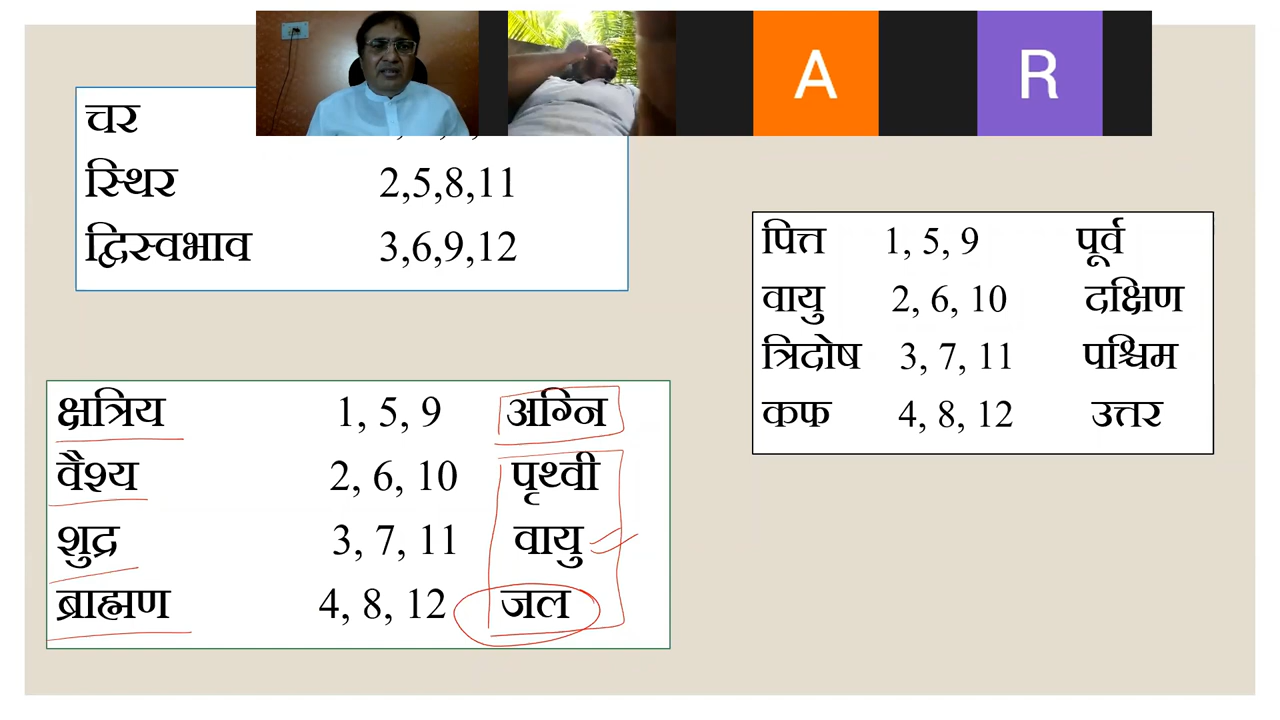 A
R
चर
स्थिर 2,5,8,11
द्विस्वभाव 3,6,9,12
पित्त 1, 5, 9 पूर्व
वायु 2, 6, 10 दक्षिण
त्रिदोष 3, 7, 11 पश्चिम
कफ 4, 8, 12 उत्तर
क्षत्रिय 1, 5, 9 अग्नि
वैश्य 2, 6, 10 पृथ्वी
शुद्र 3, 7, 11 वायु
ब्राह्मण 4, 8, 12 जल